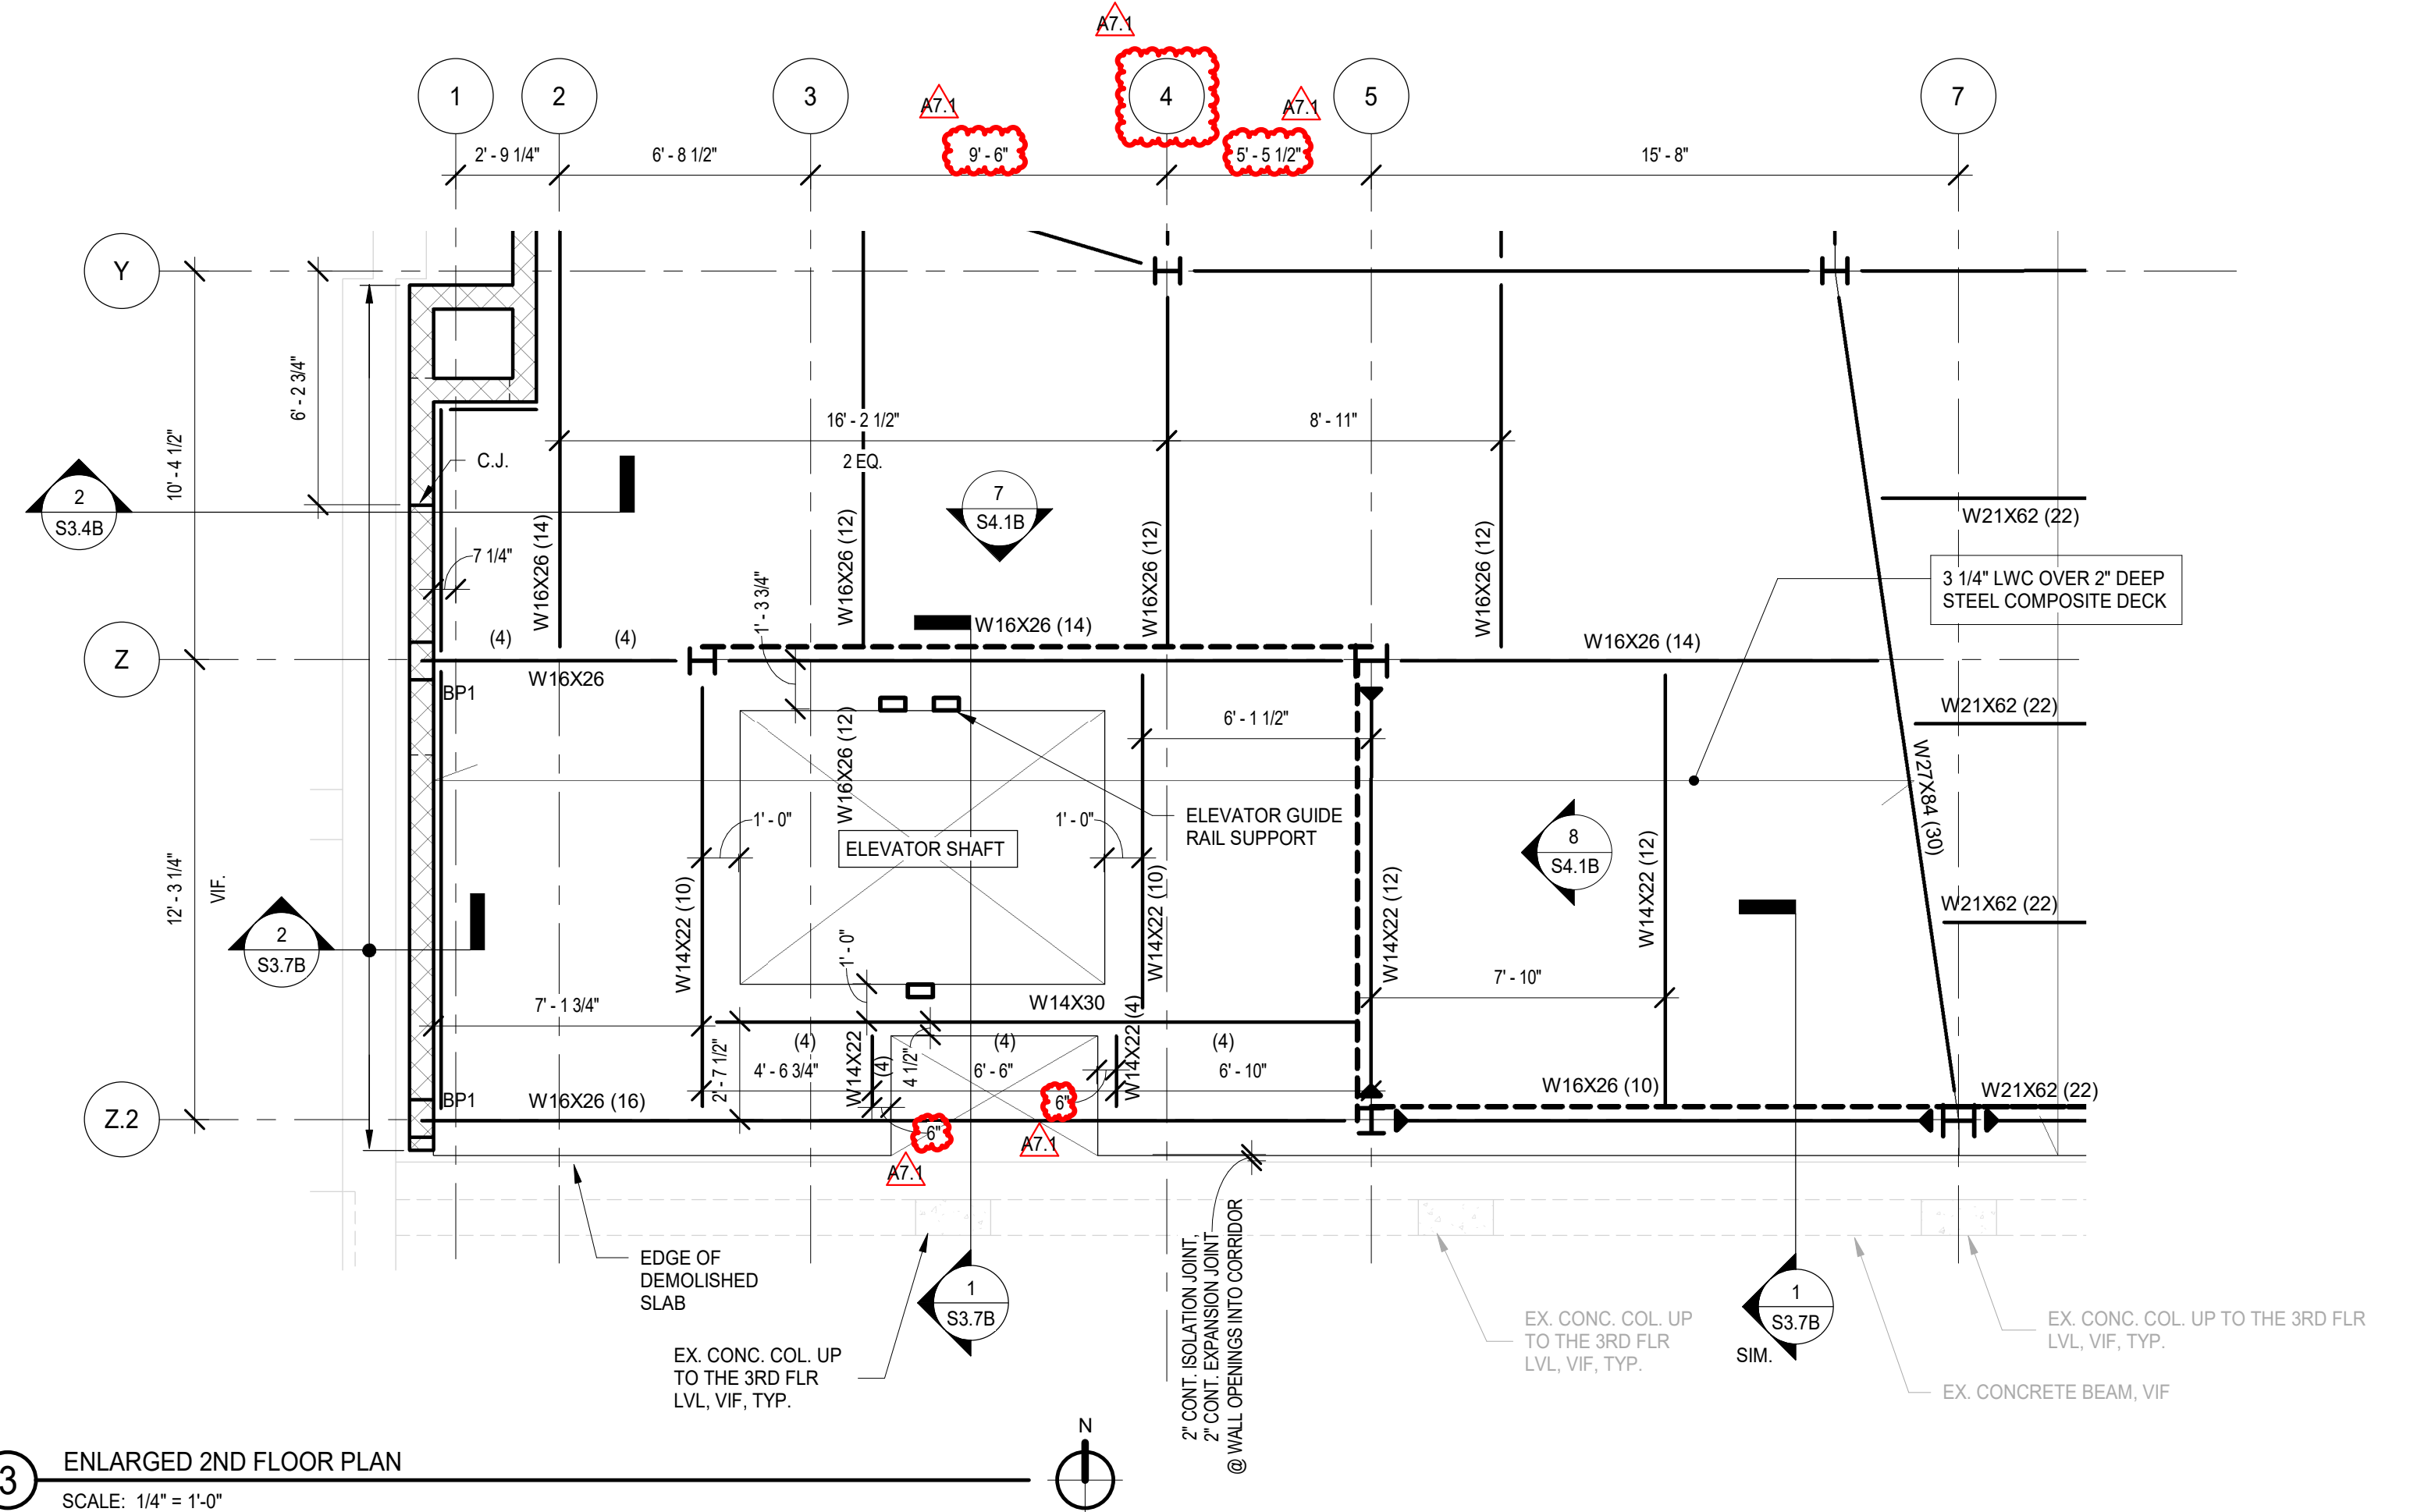 A7.1
A7.1
A7.1
1
2
3
4
5
7
2' - 9 1/4"
6' - 8 1/2"
9' - 6"
5' - 5 1/2"
15' - 8"
Y
6' - 2 3/4"
10' - 4 1/2"
16' - 2 1/2"
2 EQ.
8' - 11"
C.J.
2
S3.4B
7
S4.1B
7 1/4"
W16X26 (14)
W16X26 (12)
W16X26 (12)
W16X26 (12)
W21X62 (22)
3 1/4" LWC OVER 2" DEEP
STEEL COMPOSITE DECK
1' - 3 3/4"
W16X26 (14)
(4)
(4)
W16X26 (14)
Z
W16X26
BP1
W21X62 (22)
6' - 1 1/2"
W16X26 (12)
W27X84 (30)
1' - 0"
1' - 0"
ELEVATOR GUIDE
RAIL SUPPORT
ELEVATOR SHAFT
8
S4.1B
12' - 3 1/4"
VIF.
W14X22 (10)
W14X22 (10)
W14X22 (12)
W14X22 (12)
W21X62 (22)
2
S3.7B
1' - 0"
7' - 10"
7' - 1 3/4"
W14X30
(4)
(4)
(4)
2' - 7 1/2"
4' - 6 3/4"
W14X22
(4)
4 1/2"
6' - 6"
W14X22 (4)
6' - 10"
W16X26 (10)
W21X62 (22)
BP1
W16X26 (16)
6"
6"
Z.2
A7.1
A7.1
EDGE OF
DEMOLISHED
SLAB
2" CONT. ISOLATION JOINT,
2" CONT. EXPANSION JOINT
@ WALL OPENINGS INTO CORRIDOR
1
S3.7B
1
S3.7B
SIM.
EX. CONC. COL. UP
TO THE 3RD FLR
LVL, VIF, TYP.
EX. CONC. COL. UP
TO THE 3RD FLR
LVL, VIF, TYP.
EX. CONC. COL. UP TO THE 3RD FLR
LVL, VIF, TYP.
EX. CONCRETE BEAM, VIF
N
3
ENLARGED 2ND FLOOR PLAN
SCALE: 1/4" = 1'-0"